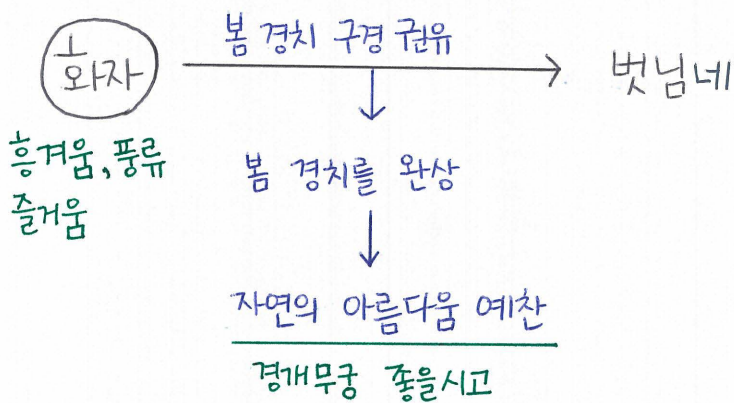 봄 경치 구경 권유
화자
벗님네
흥겨움, 풍류
즐거움
봄 경치를 완상
자연의 아름다움 예찬
경개무궁 좋을시고